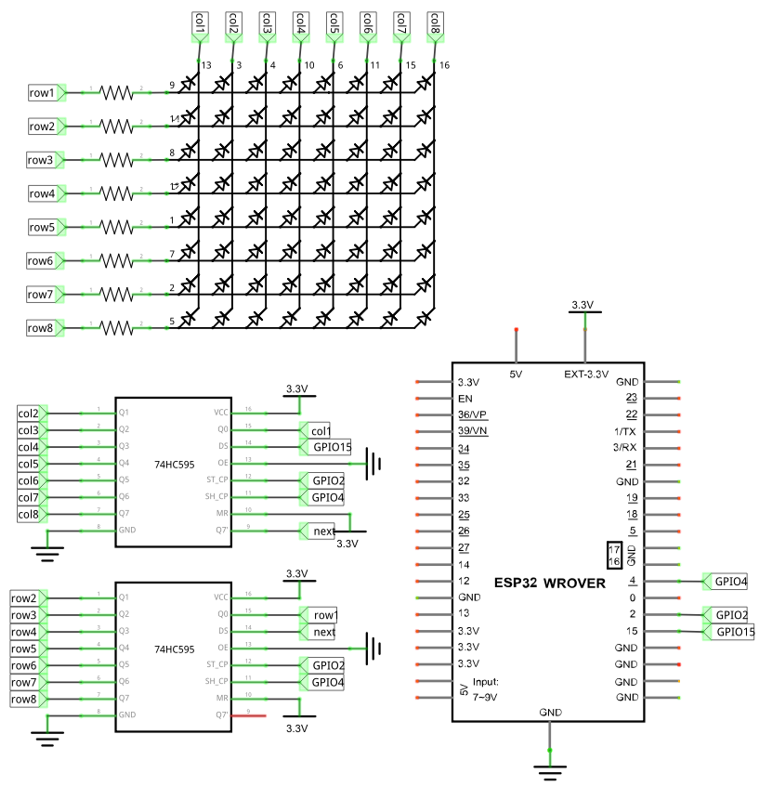 col1 col2 col3 col4 col5 col6 col7 col8
13 3 4 10 6 11 15 16
row1 1 2 9
row2 1 2 14
row3 1 2 8
row4 1 2 12
row5 1 2 1
row6 1 2 7
row7 1 2 2
row8 1 2 5
3.3V
col2 1 Q1 VCC 16
col3 2 Q2 Q0 15 col1
col4 3 Q3 DS 14 GPIO15
col5 4 Q4 74HC595 OE 13
col6 5 Q5 ST_CP 12 GPIO2
col7 6 Q6 SH_CP 11 GPIO4
col8 7 Q7 MR 10
8 GND Q7' 9 next
3.3V
3.3V
row2 1 Q1 VCC 16
row3 2 Q2 Q0 15 row1
row4 3 Q3 DS 14 next
row5 4 Q4 74HC595 OE 13
row6 5 Q5 ST_CP 12 GPIO2
row7 6 Q6 SH_CP 11 GPIO4
row8 7 Q7 MR 10
8 GND Q7' 9
3.3V
3.3V
5V EXT-3.3V
3.3V GND
EN 23
36/VP 22
39/VN 1/TX
34 3/RX
35 21
32 GND
33 19
25 18
26 5
27 17 GND
14 16
12 ESP32 WROVER 4 GPIO4
GND 0
13 2 GPIO2
3.3V 15 GPIO15
3.3V GND
3.3V GND
5V Input: GND
7~9V GND
GND